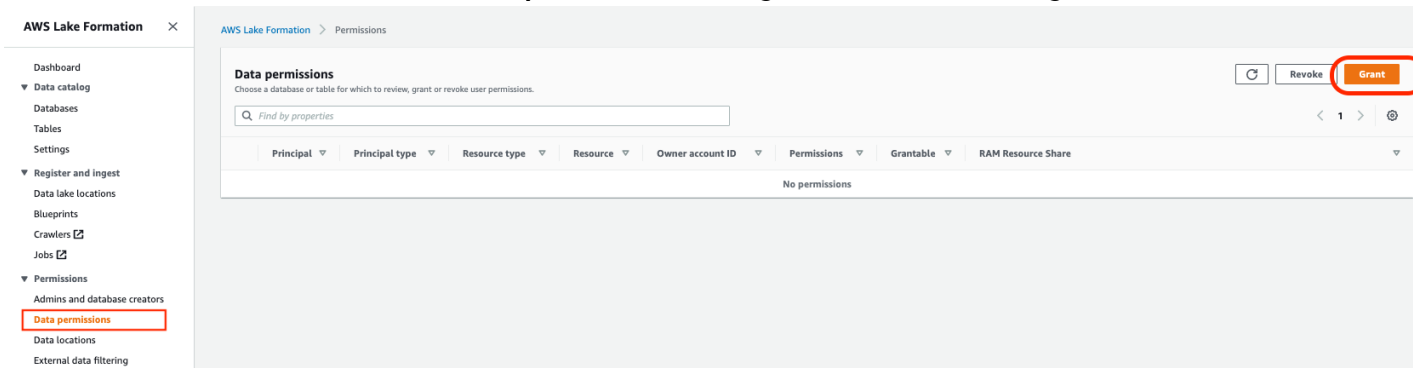 AWS Lake Formation
Dashboard
Data catalog
Databases
Tables
Settings
Register and ingest
Data lake locations
Blueprints
Crawlers
Jobs
Permissions
Admins and database creators
Data permissions
Data locations
External data filtering
AWS Lake Formation > Permissions
Data permissions
Choose a database or table for which to review, grant or revoke user permissions.
Revoke
Grant
Find by properties
< 1 >
Principal Principal type Resource type Resource Owner account ID Permissions Grantable RAM Resource Share
No permissions